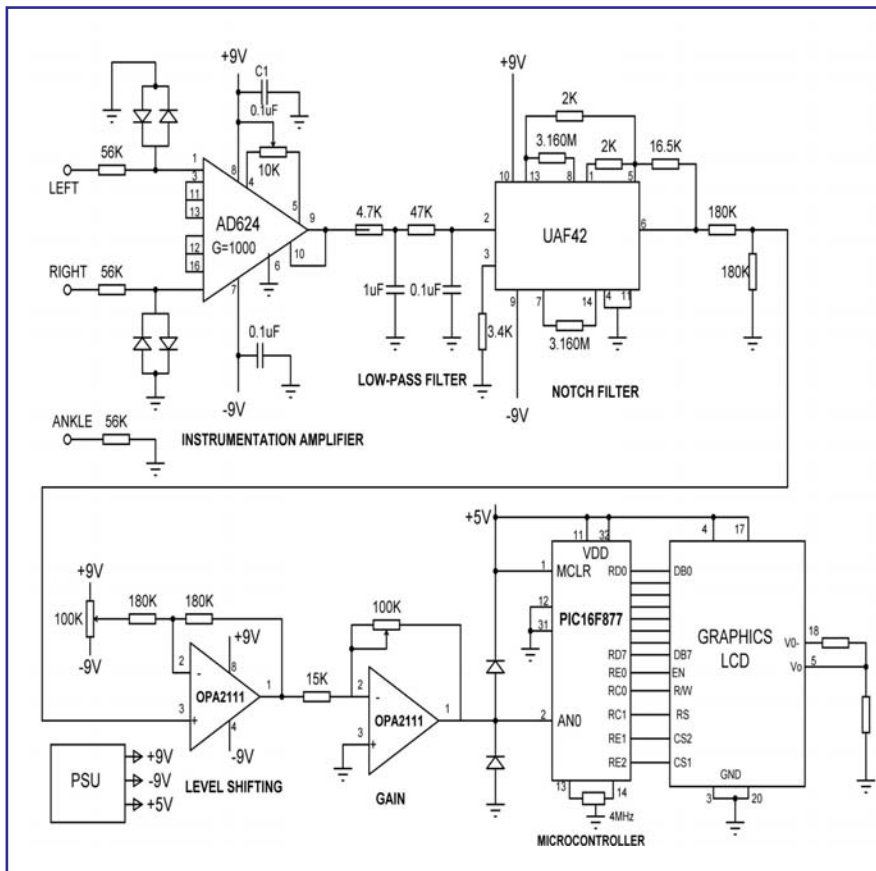 +9V
C1
0.1uF
+9V
2K
3.160M
2K
16.5K
56K
LEFT
1
3
11
13
12
16
8
4
10K
5
9
AD624
G=1000
10
6
7
4.7K
47K
1uF
0.1uF
10
13
8
1
5
2
3
6
UAF42
9
7
14
4
11
180K
180K
RIGHT
56K
0.1uF
-9V
3.4K
3.160M
-9V
LOW-PASS FILTER
NOTCH FILTER
ANKLE
56K
INSTRUMENTATION AMPLIFIER
+5V
11
32
4
17
VDD
1
MCLR
RD0
DB0
12
31
PIC16F877
GRAPHICS
LCD
RD7
DB7
RE0
EN
RC0
R/W
RC1
RS
RE1
CS2
RE2
CS1
2
AN0
V0-
18
Vo
5
GND
3
20
13
14
4MHz
MICROCONTROLLER
+9V
100K
-9V
180K
180K
+9V
8
2
-
OPA2111
1
3
+
4
-9V
LEVEL SHIFTING
15K
100K
2
-
OPA2111
1
3
+
GAIN
PSU
+9V
-9V
+5V